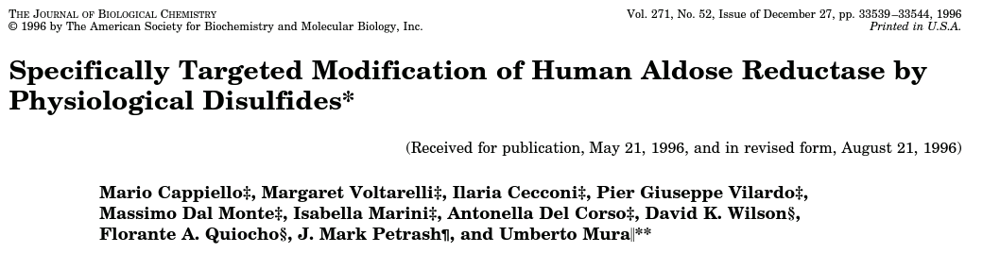 THE JOURNAL OF BIOLOGICAL CHEMISTRY
© 1996 by The American Society for Biochemistry and Molecular Biology, Inc.
Vol. 271, No. 52, Issue of December 27, pp. 33539–33544, 1996
Printed in U.S.A.
Specifically Targeted Modification of Human Aldose Reductase by
Physiological Disulfides*
(Received for publication, May 21, 1996, and in revised form, August 21, 1996)
Mario Cappiello‡, Margaret Voltarelli‡, Ilaria Cecconi‡, Pier Giuseppe Vilardo‡,
Massimo Dal Monte‡, Isabella Marini‡, Antonella Del Corso‡, David K. Wilson§,
Florante A. Quiocho§, J. Mark Petrash¶, and Umberto Mura‖**